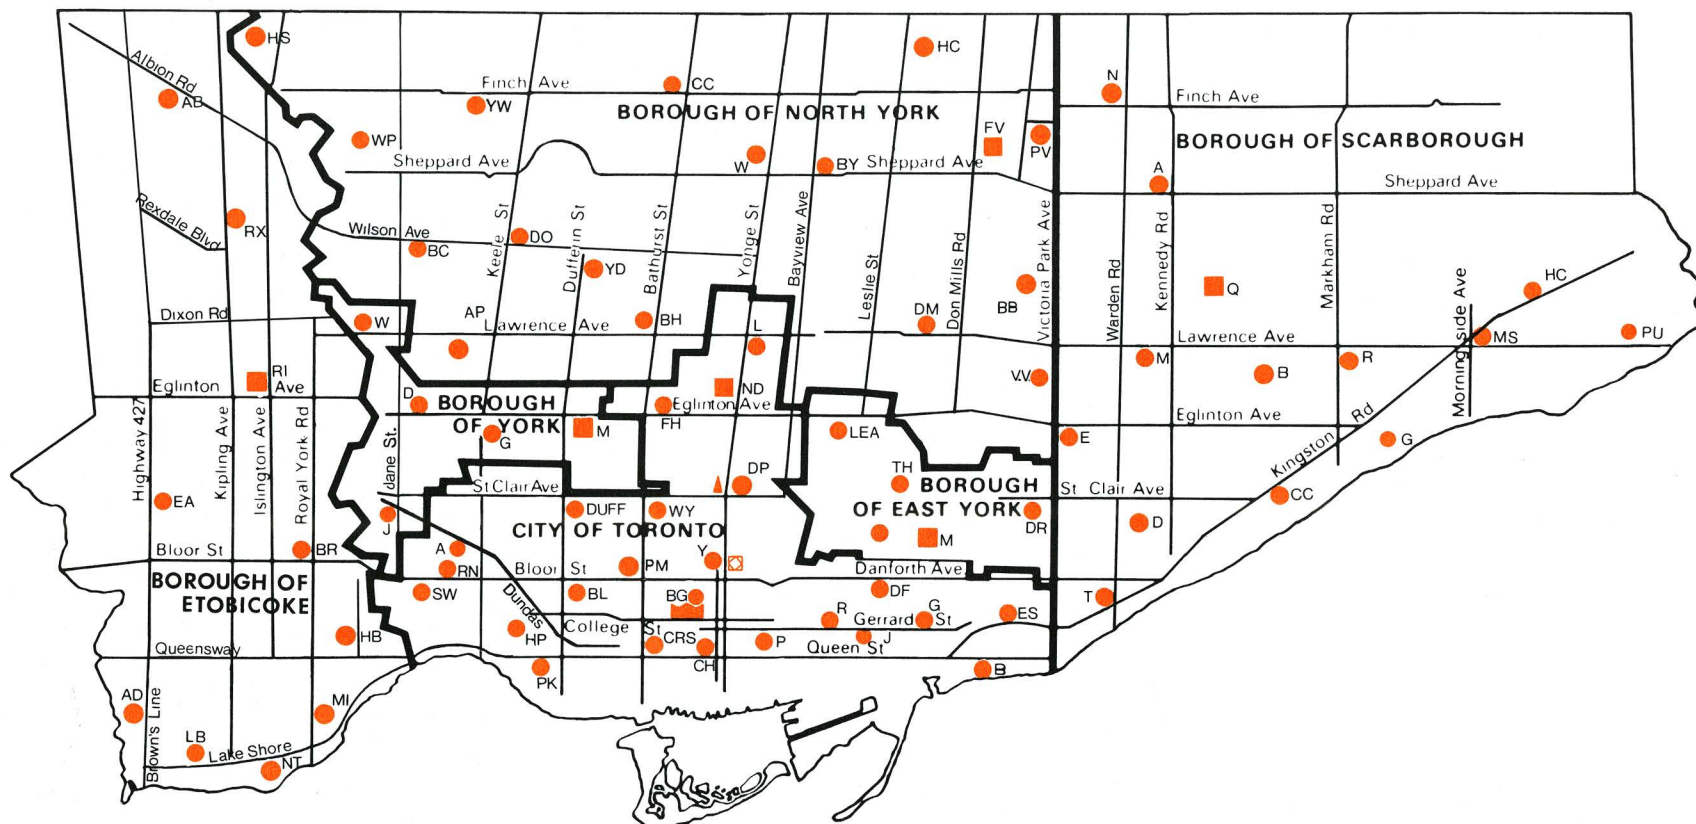 HS
HC
Albion Rd
AB
Finch Ave
CC
YW
N
Finch Ave
BOROUGH OF NORTH YORK
FV
PV
WP
BOROUGH OF SCARBOROUGH
Sheppard Ave
W
BY
Sheppard Ave
A
Sheppard Ave
Rexdale Blvd
RX
Wilson Ave
BC
DO
Keele St
Dufferin St
YD
Bathurst St
Yonge St
Bayview Ave
Leslie St
Don Mills Rd
BB
Victoria Park Ave
Warden Rd
Kennedy Rd
Q
Markham Rd
Morningside Ave
HC
Dixon Rd
W
AP
Lawrence Ave
BH
L
DM
Lawrence Ave
MS
PU
M
B
R
V.V.
RI
Eglinton Ave
D
BOROUGH
OF YORK
G
M
ND
Eglinton Ave
FH
LEA
Eglinton Ave
E
G
Kingston Rd
Highway 427
Kipling Ave
Islington Ave
Royal York Rd
Jane St.
EA
St Clair Ave
DP
TH
BOROUGH
OF EAST YORK
St Clair Ave
CC
J
DUFF
WY
CITY OF TORONTO
DR
D
M
Bloor St
BR
A
RN
Bloor St
PM
Y
Danforth Ave
BOROUGH OF
ETOBICOKE
SW
Dundas
BL
BG
DF
T
R
Gerrard St
G
ES
HB
HP
College St
CRS
P
J
Queensway
CH
Queen St
PK
B
AD
Brown's Line
MI
LB
Lake Shore
NT